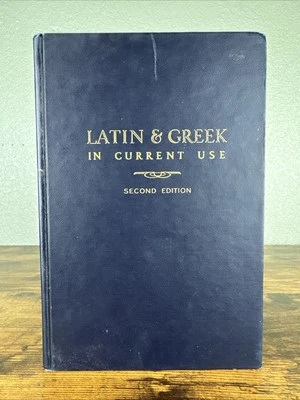 LATIN & GREEK
IN CURRENT USE
SECOND EDITION